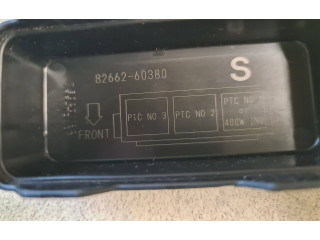 82662-60380
S
FRONT
PTC NO 3
PTC NO 2
PTC NO
400W